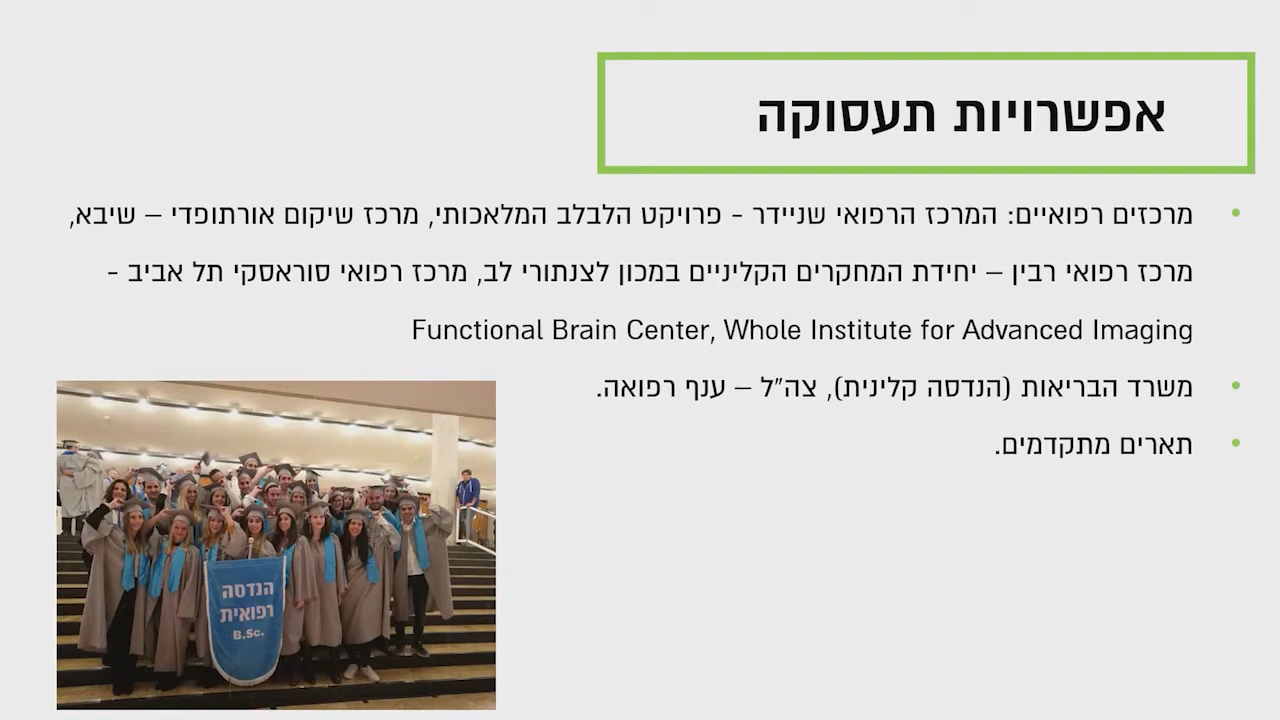 אפשרויות תעסוקה
מרכזים רפואיים: המרכז הרפואי שניידר - פרויקט הלבלב המלאכותי, מרכז שיקום אורתופדי – שיבא,
מרכז רפואי רבין – יחידת המחקרים הקליניים במכון לצנתורי לב, מרכז רפואי סוראסקי תל אביב -
Functional Brain Center, Whole Institute for Advanced Imaging
משרד הבריאות (הנדסה קלינית), צה"ל – ענף רפואה.
תארים מתקדמים.
הנדסה
רפואית
B.Sc.